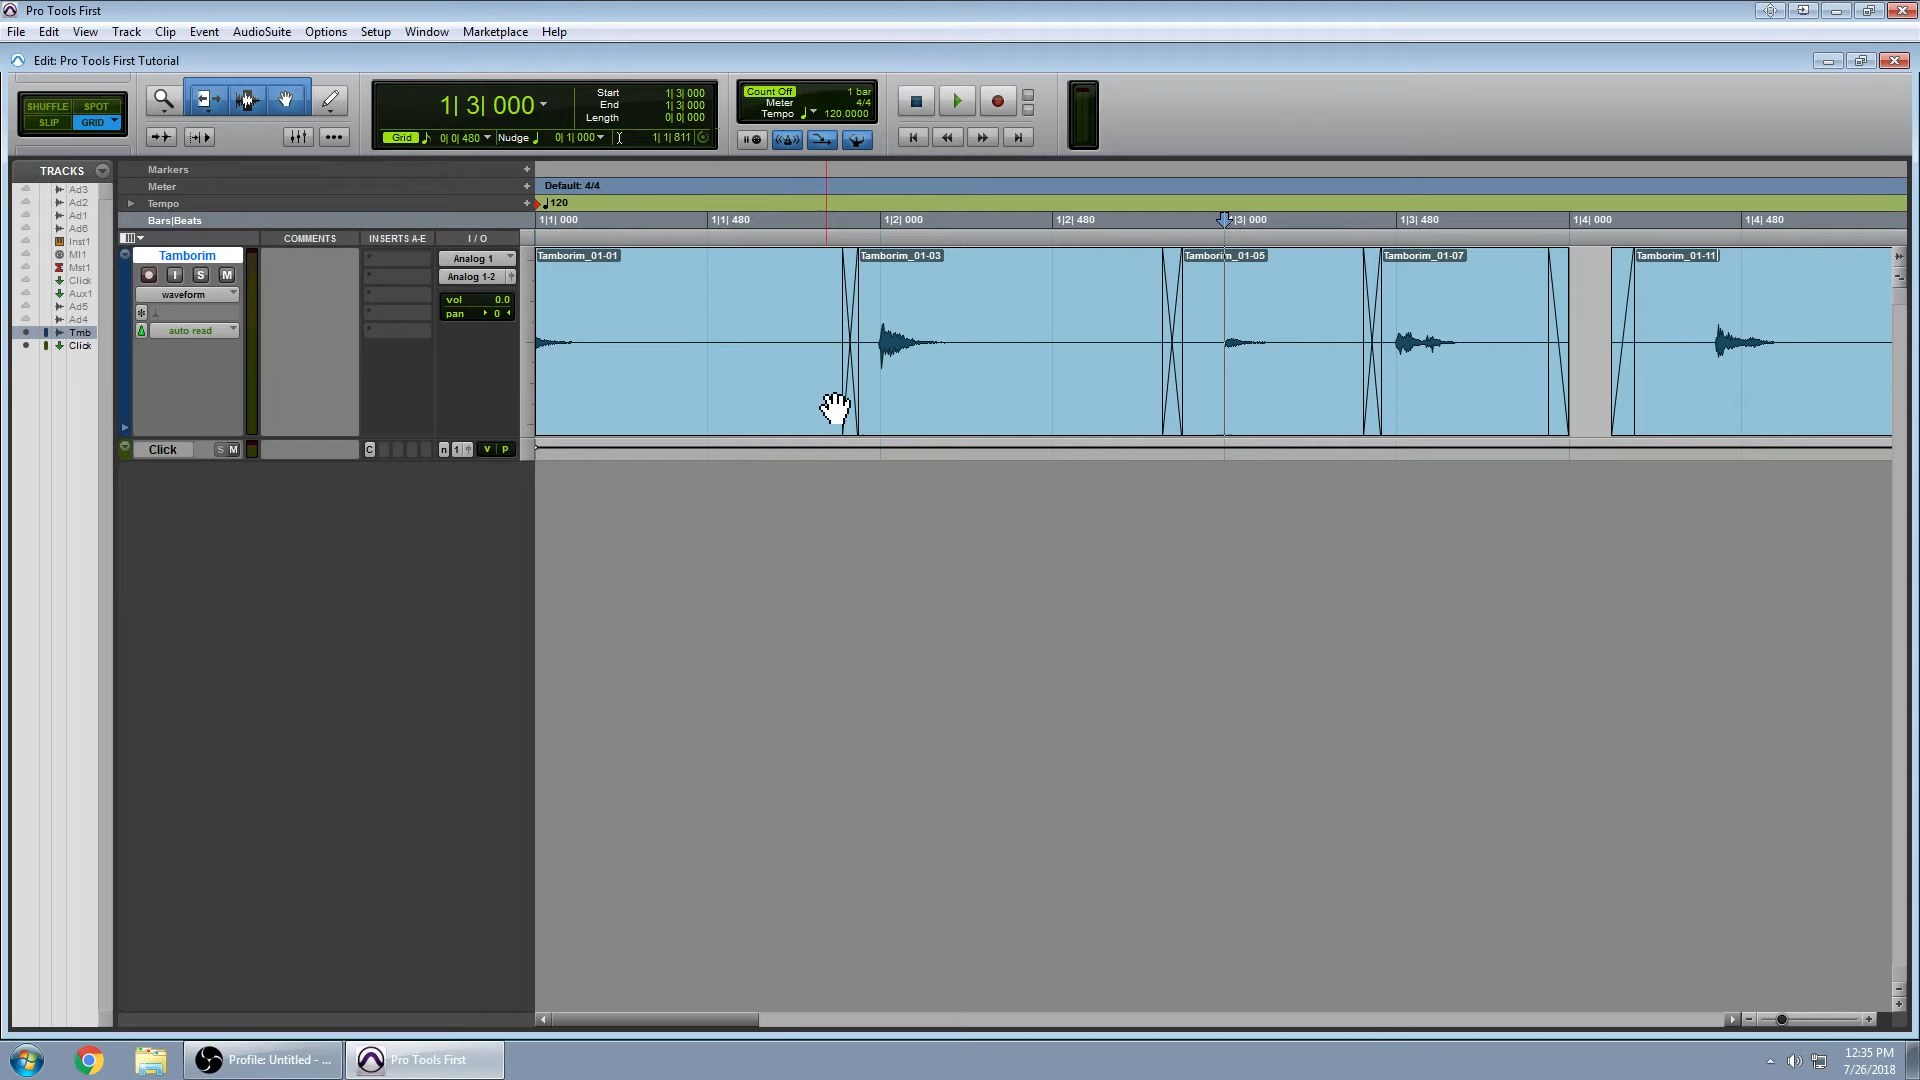 Pro Tools First
File Edit View Track Clip Event AudioSuite Options Setup Window Marketplace Help
Edit: Pro Tools First Tutorial
SHUFFLE SPOT
SLIP GRID
1| 3| 000
Start 1| 3| 000
End 1| 3| 000
Length 0| 0| 000
Grid 0| 0| 480 Nudge 0| 1| 000 1| 1| 811
Count Off 1 bar
Meter 4/4
Tempo 120.0000
TRACKS
Ad3
Ad2
Ad1
Ad6
Inst1
MI1
Mst1
Click
Aux1
Ad5
Ad4
Tmb
Click
Markers
Meter Default: 4/4
Tempo 120
Bars|Beats 1|1| 000 1|1| 480 1|2| 000 1|2| 480 1|3| 000 1|3| 480 1|4| 000 1|4| 480
COMMENTS INSERTS A-E I / O
Tamborim Analog 1 Tamborim_01-01 Tamborim_01-03 Tamborim_01-05 Tamborim_01-07 Tamborim_01-11
I S M Analog 1-2
waveform vol 0.0
pan 0
auto read
Click S M C n 1 V P
Profile: Untitled - ... Pro Tools First
12:35 PM
7/26/2018